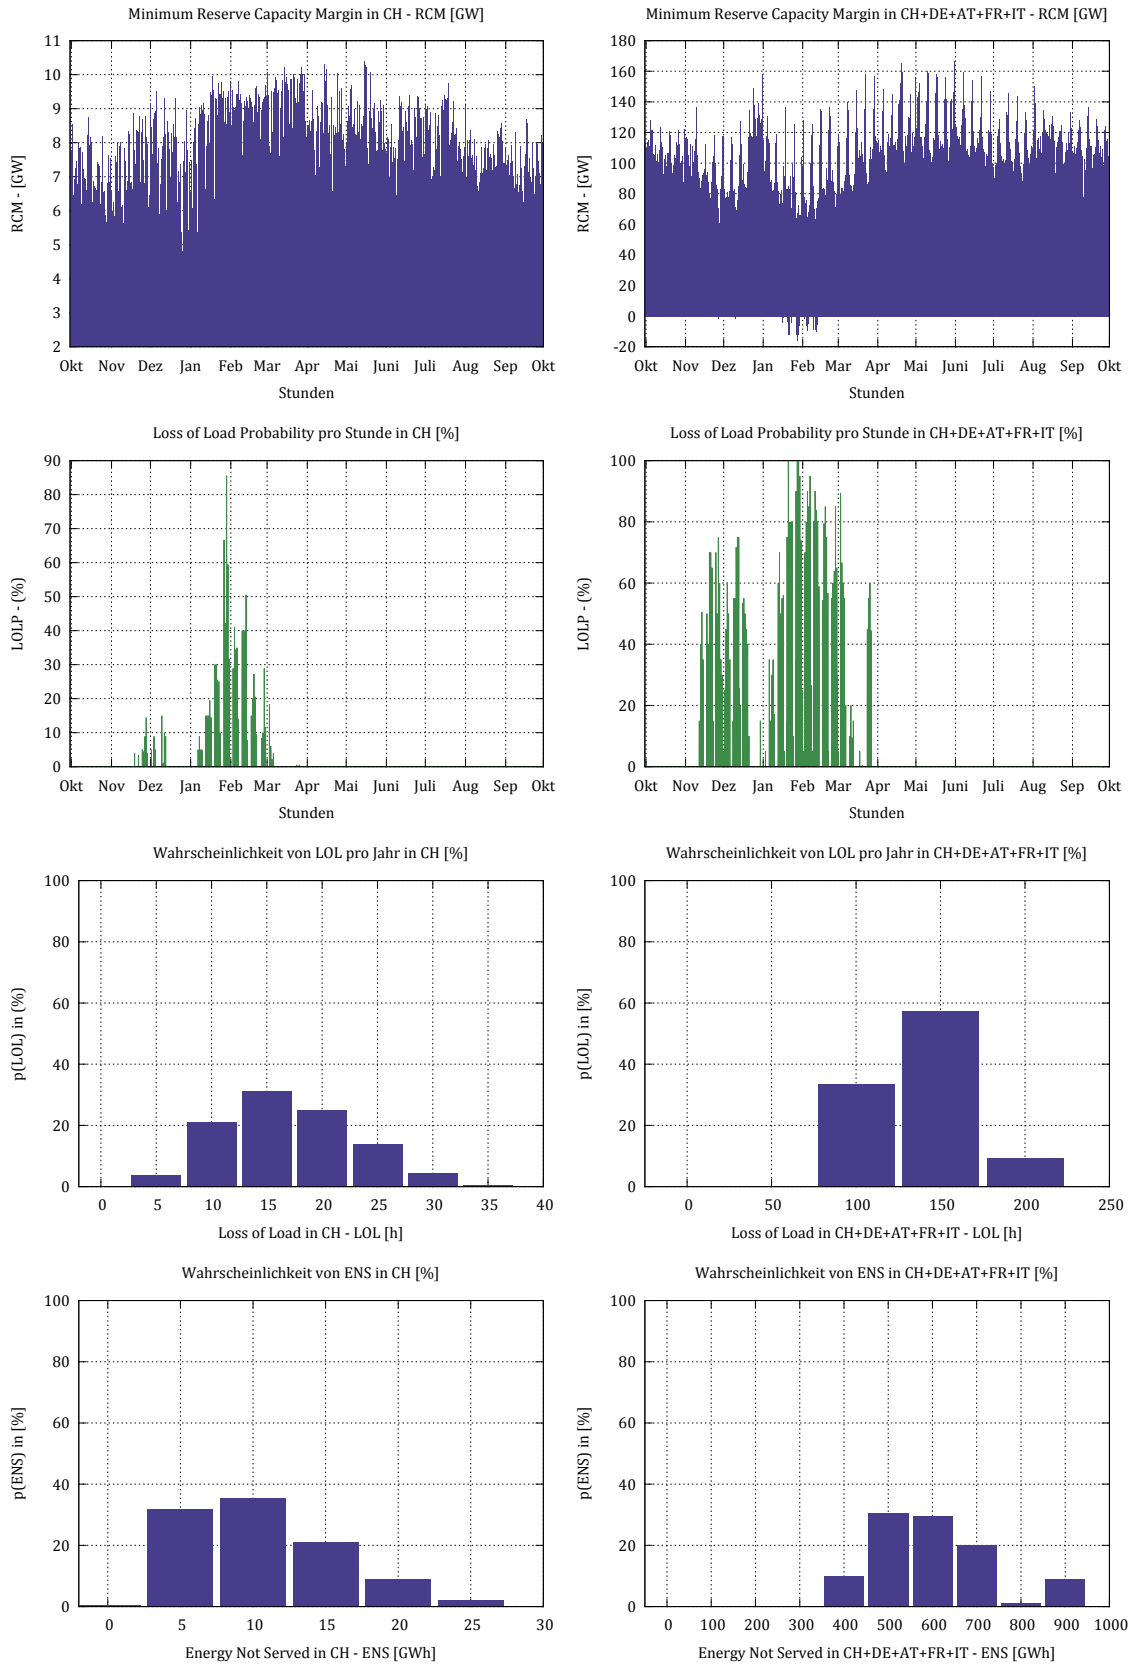 Minimum Reserve Capacity Margin in CH - RCM [GW]
RCM - [GW]
11
10
9
8
7
6
5
4
3
2
Okt Nov Dez Jan Feb Mar Apr Mai Juni Juli Aug Sep Okt
Stunden
Minimum Reserve Capacity Margin in CH+DE+AT+FR+IT - RCM [GW]
RCM - [GW]
180
160
140
120
100
80
60
40
20
0
-20
Okt Nov Dez Jan Feb Mar Apr Mai Juni Juli Aug Sep Okt
Stunden
Loss of Load Probability pro Stunde in CH [%]
LOLP - (%)
90
80
70
60
50
40
30
20
10
0
Okt Nov Dez Jan Feb Mar Apr Mai Juni Juli Aug Sep Okt
Stunden
Loss of Load Probability pro Stunde in CH+DE+AT+FR+IT [%]
LOLP - (%)
100
80
60
40
20
0
Okt Nov Dez Jan Feb Mar Apr Mai Juni Juli Aug Sep Okt
Stunden
Wahrscheinlichkeit von LOL pro Jahr in CH [%]
p(LOL) in (%)
100
80
60
40
20
0
0 5 10 15 20 25 30 35 40
Loss of Load in CH - LOL [h]
Wahrscheinlichkeit von LOL pro Jahr in CH+DE+AT+FR+IT [%]
p(LOL) in [%]
100
80
60
40
20
0
0 50 100 150 200 250
Loss of Load in CH+DE+AT+FR+IT - LOL [h]
Wahrscheinlichkeit von ENS in CH [%]
p(ENS) in [%]
100
80
60
40
20
0
0 5 10 15 20 25 30
Energy Not Served in CH - ENS [GWh]
Wahrscheinlichkeit von ENS in CH+DE+AT+FR+IT [%]
p(ENS) in [%]
100
80
60
40
20
0
0 100 200 300 400 500 600 700 800 900 1000
Energy Not Served in CH+DE+AT+FR+IT - ENS [GWh]